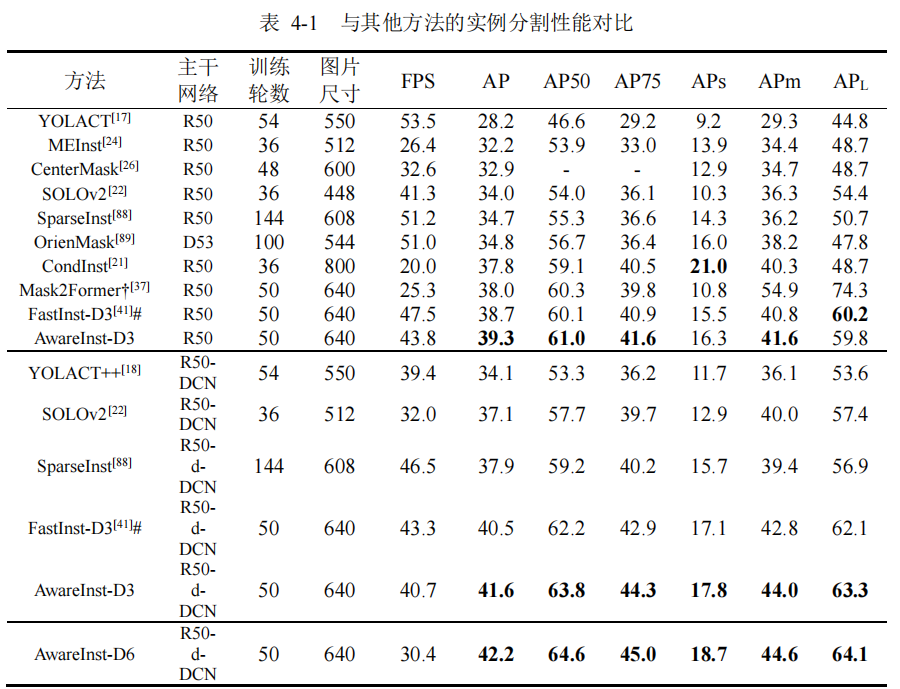 表 4-1 与其他方法的实例分割性能对比
方法 主干网络 训练轮数 图片尺寸 FPS AP AP50 AP75 APs APm APL
YOLACT[17] R50 54 550 53.5 28.2 46.6 29.2 9.2 29.3 44.8
MEInst[24] R50 36 512 26.4 32.2 53.9 33.0 13.9 34.4 48.7
CenterMask[26] R50 48 600 32.6 32.9 - - 12.9 34.7 48.7
SOLOv2[22] R50 36 448 41.3 34.0 54.0 36.1 10.3 36.3 54.4
SparseInst[88] R50 144 608 51.2 34.7 55.3 36.6 14.3 36.2 50.7
OrienMask[89] D53 100 544 51.0 34.8 56.7 36.4 16.0 38.2 47.8
CondInst[21] R50 36 800 20.0 37.8 59.1 40.5 21.0 40.3 48.7
Mask2Former†[37] R50 50 640 25.3 38.0 60.3 39.8 10.8 54.9 74.3
FastInst-D3[41]# R50 50 640 47.5 38.7 60.1 40.9 15.5 40.8 60.2
AwareInst-D3 R50 50 640 43.8 39.3 61.0 41.6 16.3 41.6 59.8
YOLACT++[18] R50-DCN 54 550 39.4 34.1 53.3 36.2 11.7 36.1 53.6
SOLOv2[22] R50-DCN 36 512 32.0 37.1 57.7 39.7 12.9 40.0 57.4
SparseInst[88] R50-d-DCN 144 608 46.5 37.9 59.2 40.2 15.7 39.4 56.9
FastInst-D3[41]# R50-d-DCN 50 640 43.3 40.5 62.2 42.9 17.1 42.8 62.1
AwareInst-D3 R50-d-DCN 50 640 40.7 41.6 63.8 44.3 17.8 44.0 63.3
AwareInst-D6 R50-d-DCN 50 640 30.4 42.2 64.6 45.0 18.7 44.6 64.1